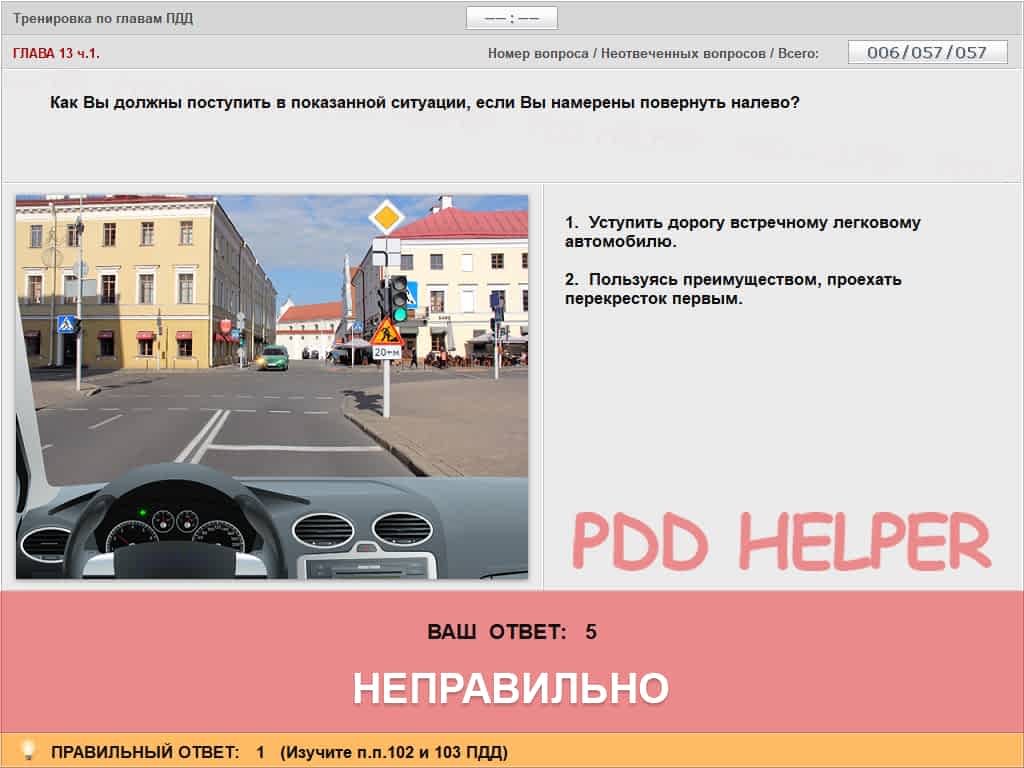 Тренировка по главам ПДД
–– : ––
ГЛАВА 13 ч.1.
Номер вопроса / Неотвеченных вопросов / Всего:
006/057/057
Как Вы должны поступить в показанной ситуации, если Вы намерены повернуть налево?
1. Уступить дорогу встречному легковому
автомобилю.
2. Пользуясь преимуществом, проехать
перекресток первым.
20 м
PDD HELPER
ВАШ ОТВЕТ: 5
НЕПРАВИЛЬНО
ПРАВИЛЬНЫЙ ОТВЕТ: 1 (Изучите п.п.102 и 103 ПДД)